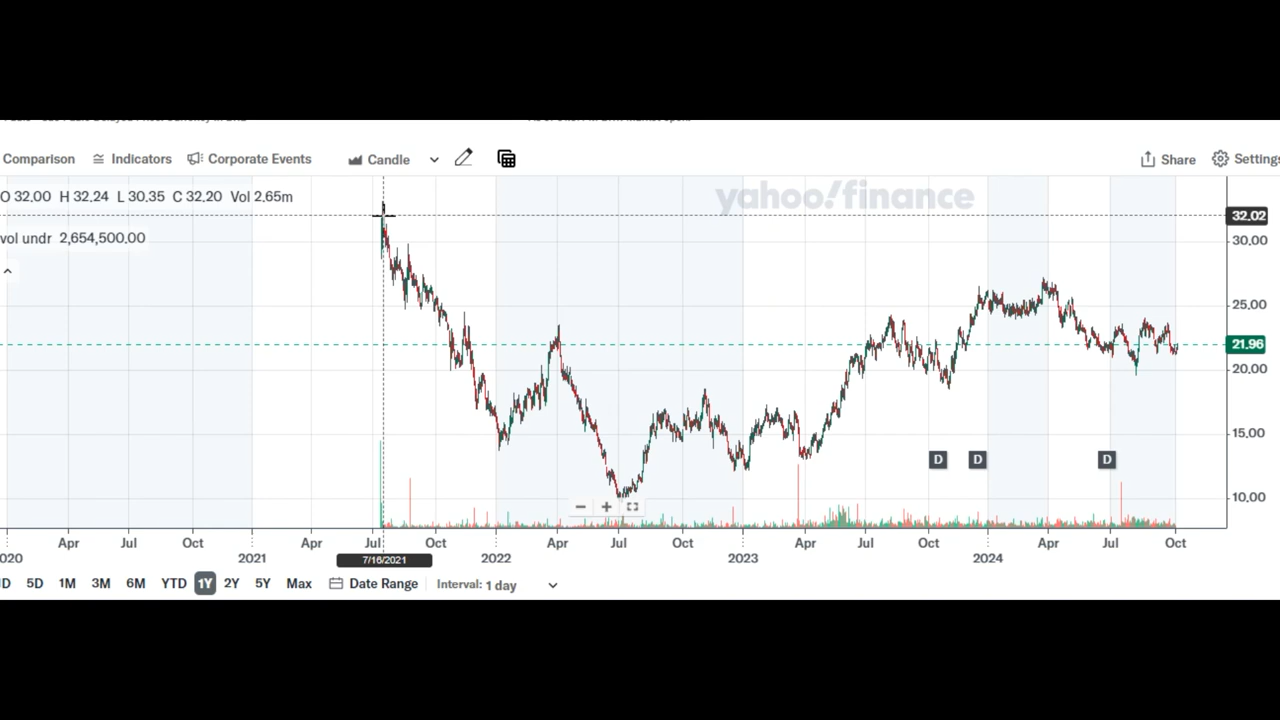 Comparison Indicators Corporate Events Candle Share Settings
yahoo!finance
O 32,00 H 32,24 L 30,35 C 32,20 Vol 2.65m
32.02
vol undr 2,654,500,00
30,00
25,00
21.96
20,00
15,00
D D D
10,00
Apr Jul Oct Apr Jul Oct Apr Jul Oct Apr Jul Oct Apr Jul Oct
2021 7/16/2021 2022 2023 2024
5D 1M 3M 6M YTD 1Y 2Y 5Y Max Date Range Interval: 1 day